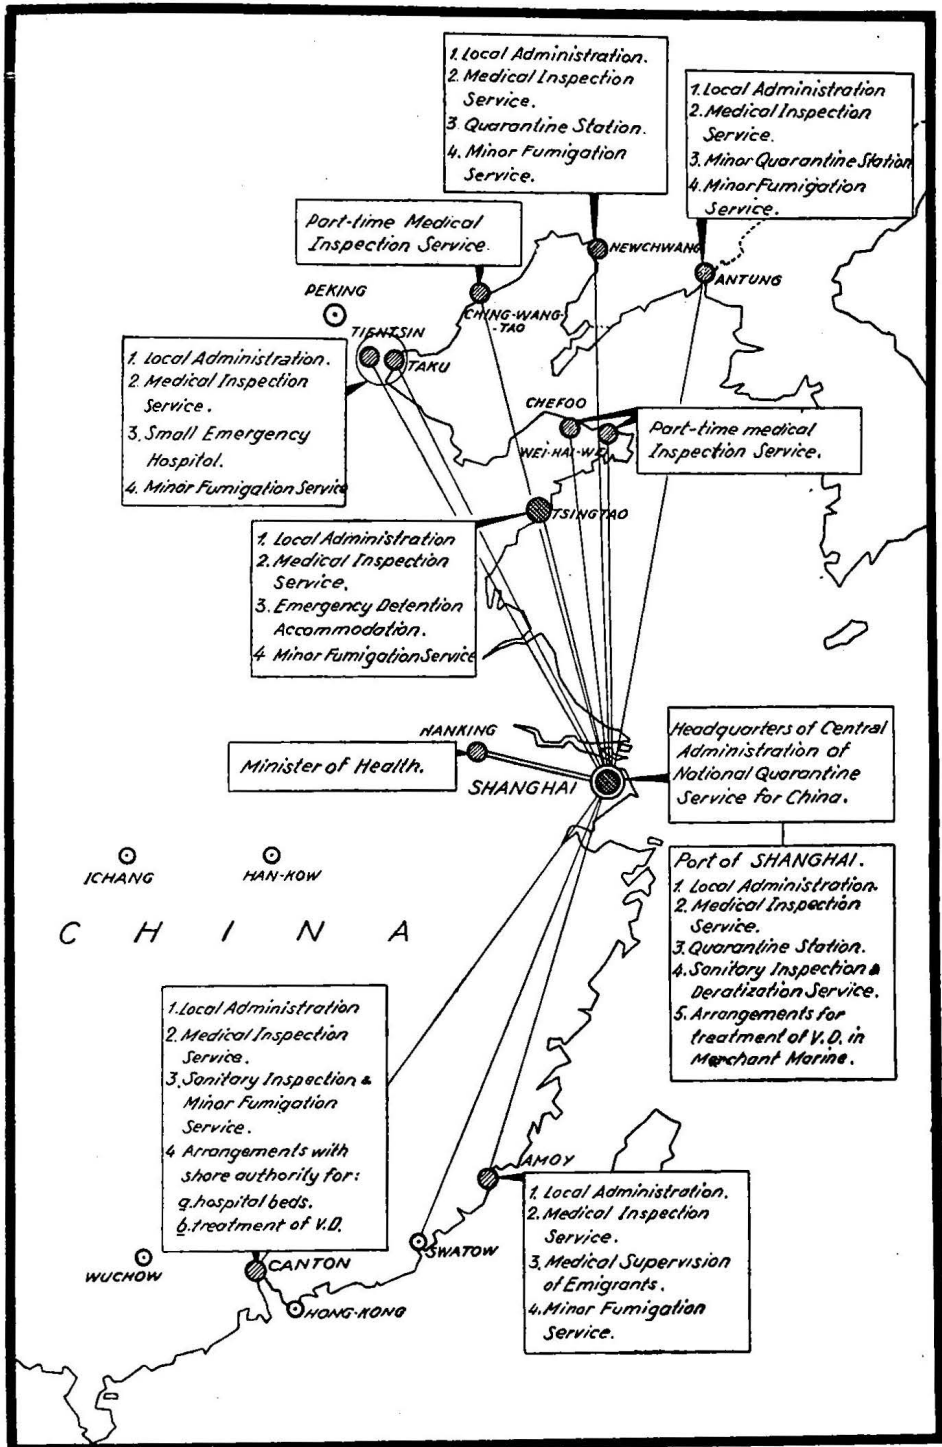 1. Local Administration.
2. Medical Inspection
Service.
3. Quarantine Station.
4. Minor Fumigation
Service.
1. Local Administration
2. Medical Inspection
Service.
3. Minor Quarantine Station
4. Minor Fumigation
Service.
Part-time Medical
Inspection Service.
NEWCHWANG
ANTUNG
PEKING
CHING-WANG-
-TAO
TIENTSIN
TAKU
1. Local Administration.
2. Medical Inspection
Service.
3. Small Emergency
Hospital.
4. Minor Fumigation Service
CHEFOO
WEI-HAI-WEI
Part-time medical
Inspection Service.
TSINGTAO
1. Local Administration
2. Medical Inspection
Service.
3. Emergency Detention
Accommodation.
4 Minor Fumigation Service
NANKING
Minister of Health.
SHANGHAI
Headquarters of Central
Administration of
National Quarantine
Service for China.
Port of SHANGHAI.
1. Local Administration.
2. Medical Inspection
Service.
3. Quarantine Station.
4. Sanitary Inspection &
Deratization Service.
5. Arrangements for
treatment of V.D. in
Merchant Marine.
ICHANG
HAN-KOW
CHINA
1. Local Administration
2. Medical Inspection
Service.
3. Sanitary Inspection &
Minor Fumigation
Service.
4 Arrangements with
shore authority for:
a. hospital beds.
b. treatment of V.D.
AMOY
1. Local Administration.
2. Medical Inspection
Service.
3. Medical Supervision
of Emigrants.
4. Minor Fumigation
Service.
SWATOW
WUCHOW
CANTON
HONG-KONG